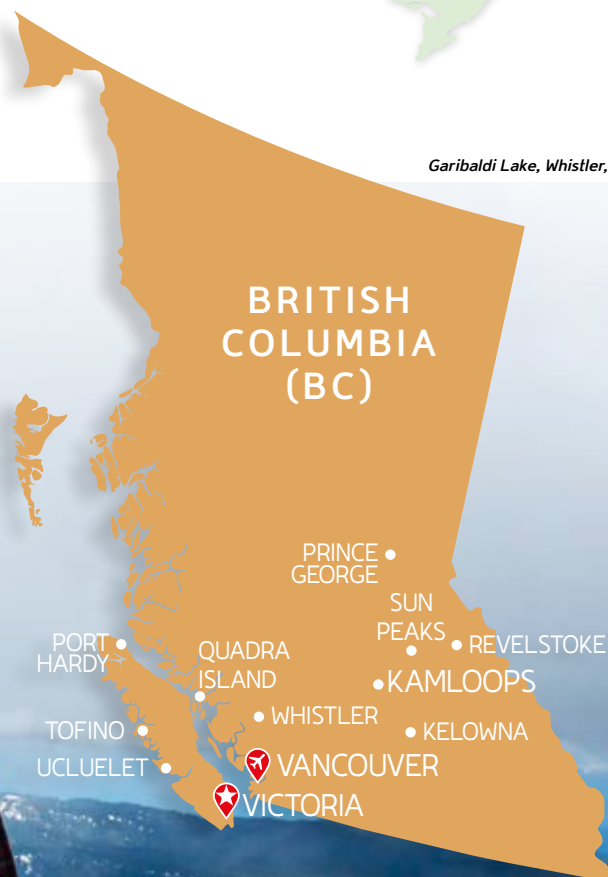 Garibaldi Lake, Whistler,
BRITISH
COLUMBIA
(BC)
PRINCE
GEORGE
SUN
PEAKS
REVELSTOKE
PORT
HARDY
QUADRA
ISLAND
KAMLOOPS
WHISTLER
TOFINO
KELOWNA
UCLUELET
VANCOUVER
VICTORIA